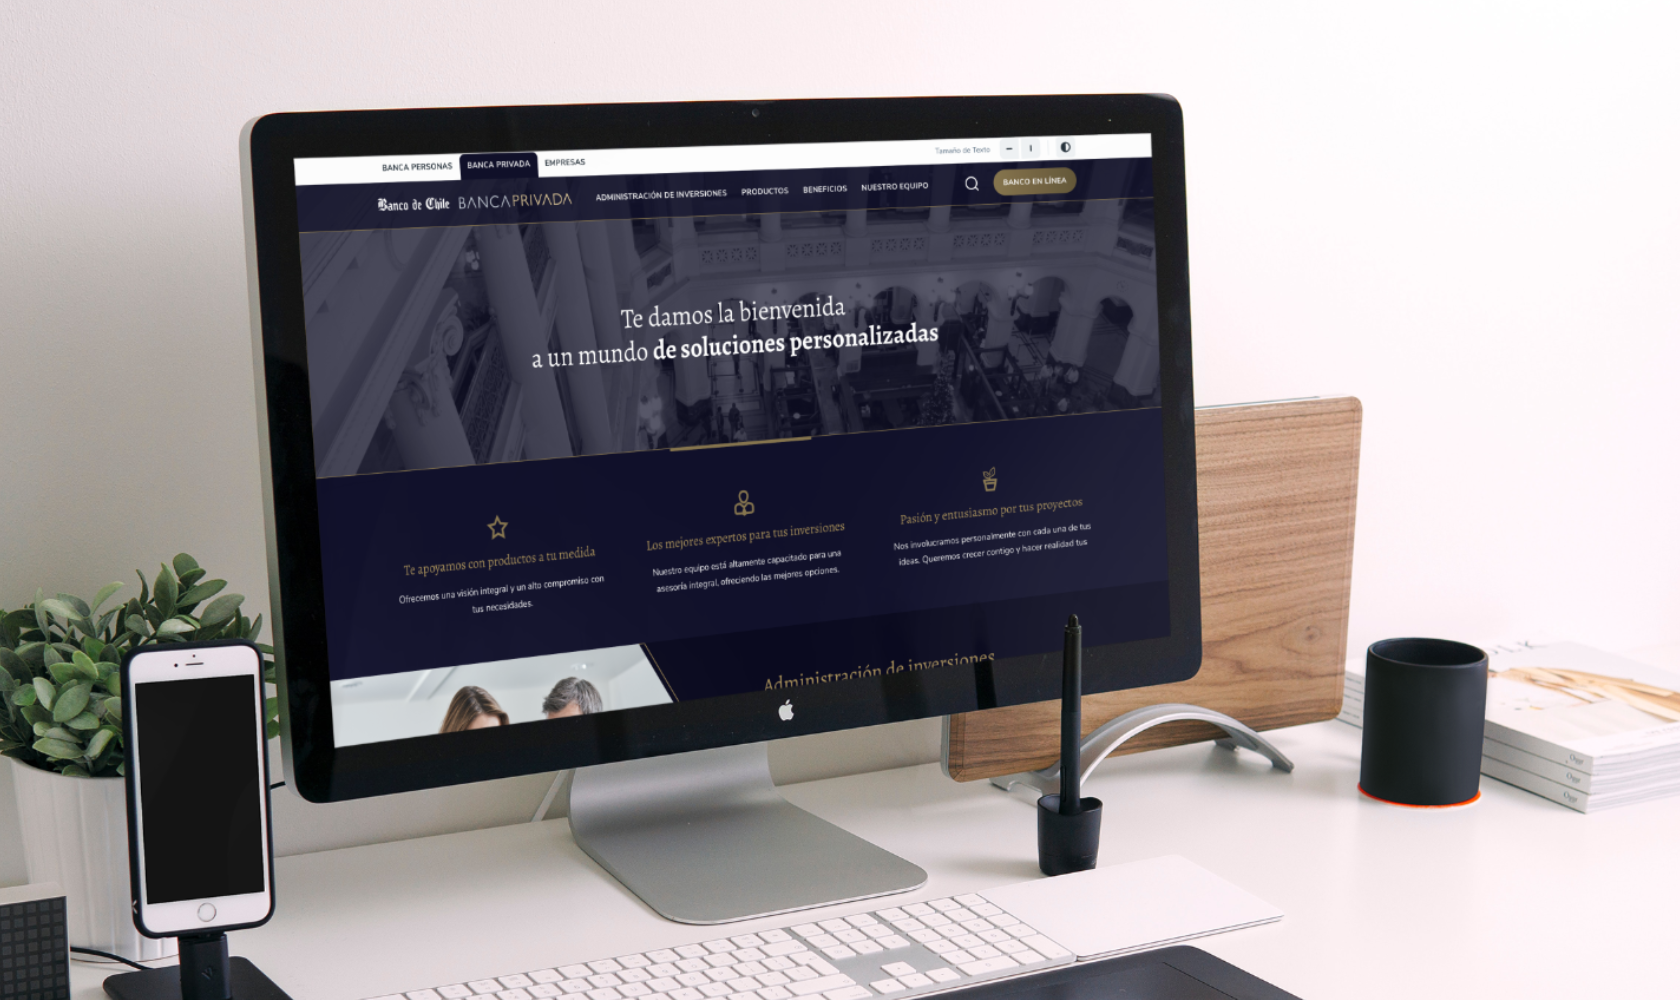 BANCA PERSONAS
BANCA PRIVADA
EMPRESAS
Tamaño de Texto
Banco de Chile BANCAPRIVADA
ADMINISTRACIÓN DE INVERSIONES
PRODUCTOS
BENEFICIOS
NUESTRO EQUIPO
BANCO EN LÍNEA
Te damos la bienvenida
a un mundo de soluciones personalizadas
Te apoyamos con productos a tu medida
Ofrecemos una visión integral y un alto compromiso con
tus necesidades.
Los mejores expertos para tus inversiones
Nuestro equipo está altamente capacitado para una
asesoría integral, ofreciendo las mejores opciones.
Pasión y entusiasmo por tus proyectos
Nos involucramos personalmente con cada una de tus
ideas. Queremos crecer contigo y hacer realidad tus
Administración de inversiones